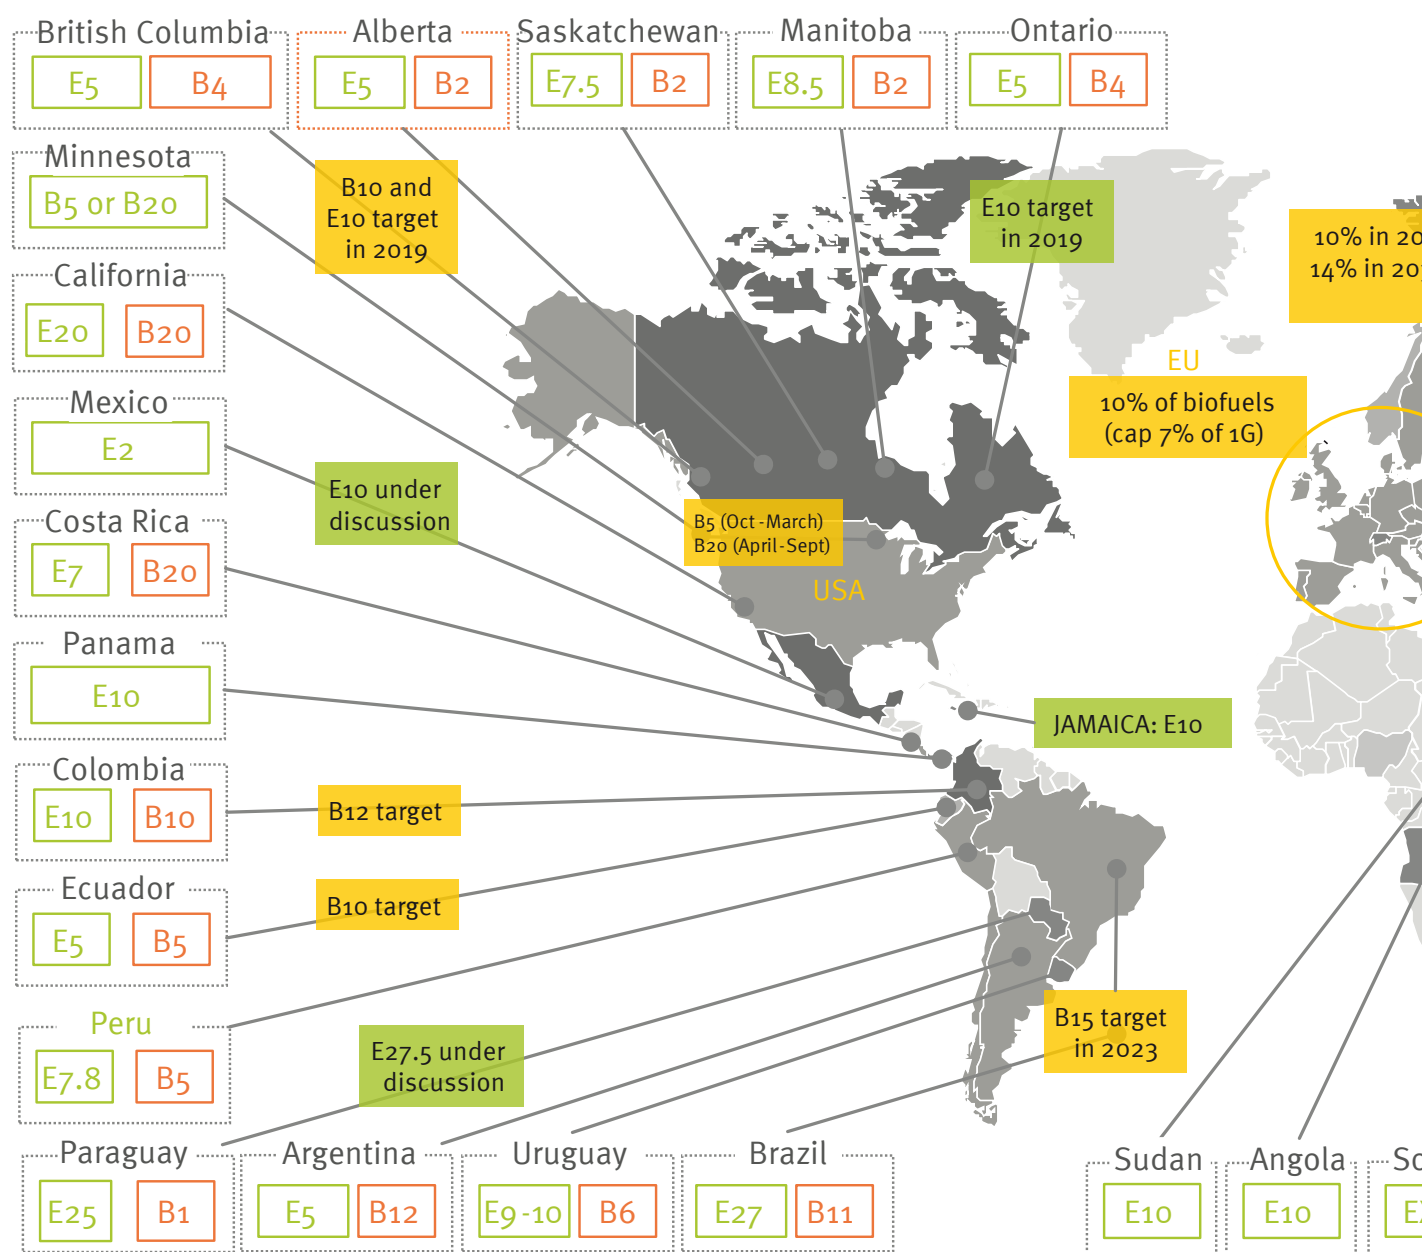 British Columbia
E5 B4
Alberta
E5 B2
Saskatchewan
E7.5 B2
Manitoba
E8.5 B2
Ontario
E5 B4
Minnesota
B5 or B20
B10 and
E10 target
in 2019
E10 target
in 2019
10% in
14% in
California
E20 B20
EU
10% of biofuels
(cap 7% of 1G)
Mexico
E2
E10 under
discussion
B5 (Oct-March)
B20 (April-Sept)
USA
Costa Rica
E7 B20
Panama
E10
JAMAICA: E10
Colombia
E10 B10
B12 target
Ecuador
E5 B5
B10 target
Peru
E7.8 B5
E27.5 under
discussion
B15 target
in 2023
Paraguay
E25 B1
Argentina
E5 B12
Uruguay
E9-10 B6
Brazil
E27 B11
Sudan
E10
Angola
E10